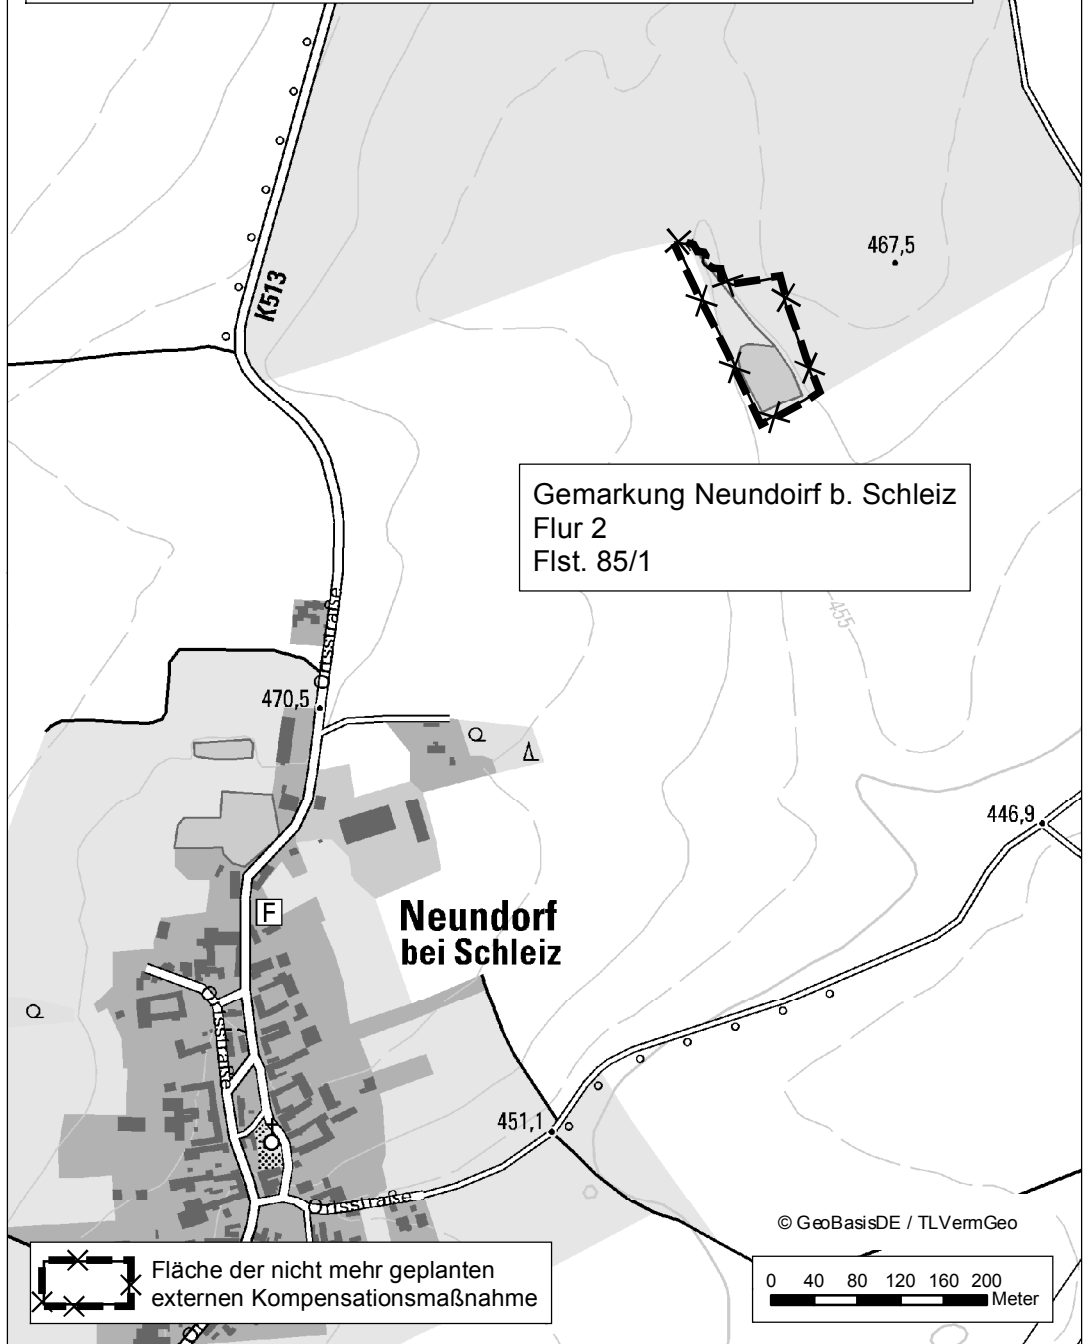 K513
467,5
Gemarkung Neundoirf b. Schleiz
Flur 2
Flst. 85/1
455
Ortsstraße
470,5
446,9
F
Neundorf
bei Schleiz
Ortsstraße
451,1
Ortsstraße
© GeoBasisDE / TLVermGeo
Fläche der nicht mehr geplanten
externen Kompensationsmaßnahme
0 40 80 120 160 200
Meter